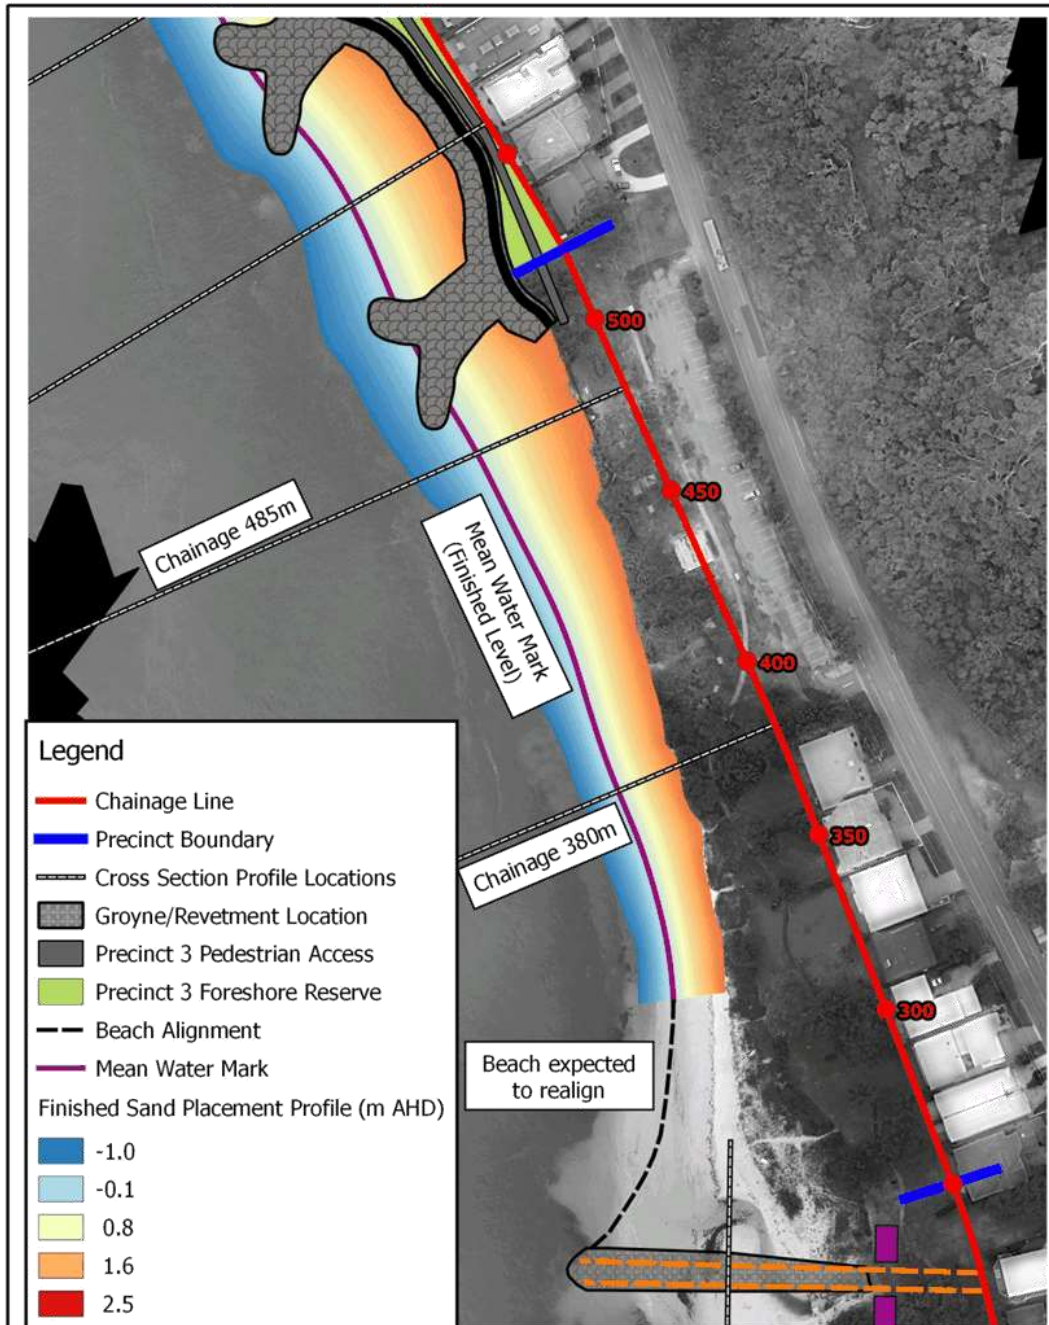 500
450
Chainage 485m
Mean Water Mark
(Finished Level)
400
350
Chainage 380m
300
Beach expected
to realign
Legend
Chainage Line
Precinct Boundary
Cross Section Profile Locations
Groyne/Revetment Location
Precinct 3 Pedestrian Access
Precinct 3 Foreshore Reserve
Beach Alignment
Mean Water Mark
Finished Sand Placement Profile (m AHD)
-1.0
-0.1
0.8
1.6
2.5